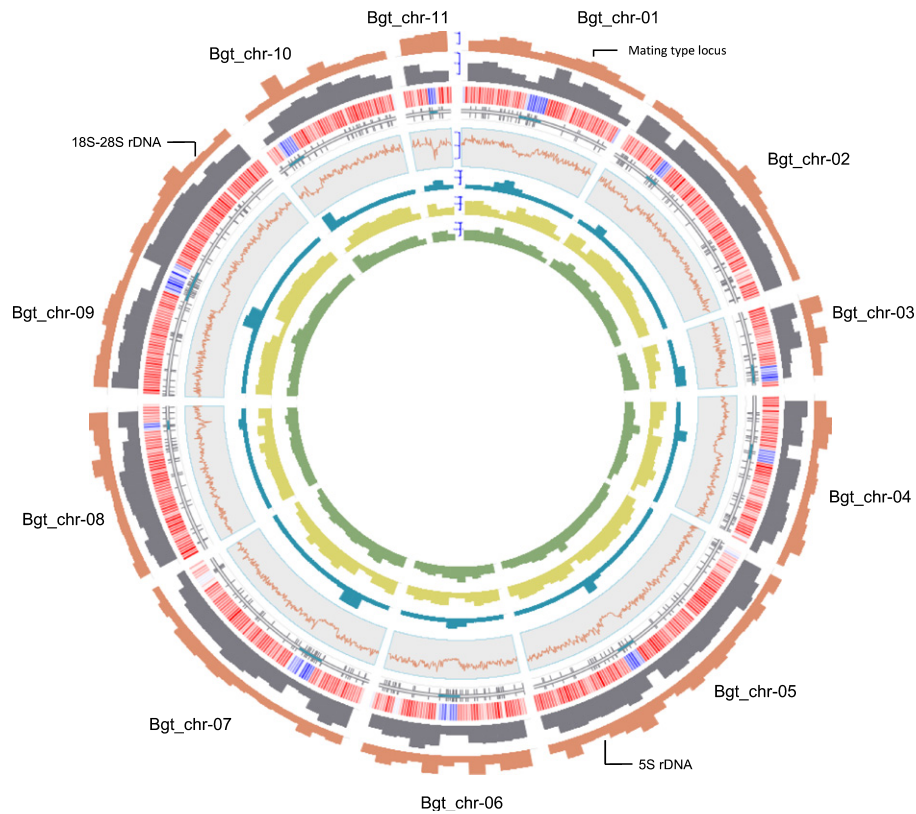 Bgt_chr-11
Bgt_chr-01
Mating type locus
Bgt_chr-10
18S-28S rDNA
Bgt_chr-02
Bgt_chr-09
Bgt_chr-03
Bgt_chr-08
Bgt_chr-04
Bgt_chr-07
Bgt_chr-05
5S rDNA
Bgt_chr-06